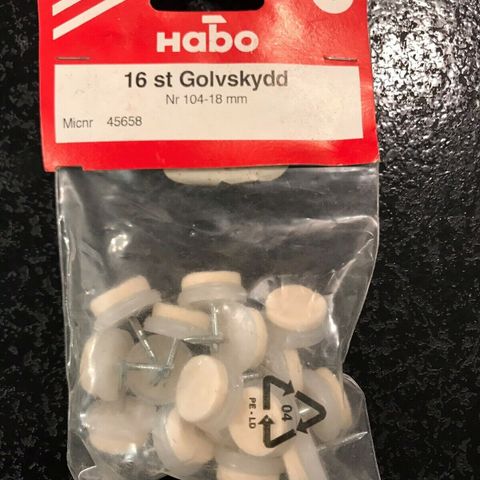 Habo
16 st Golvskydd
Nr 104-18 mm
Micnr 45658
04
PE-LD